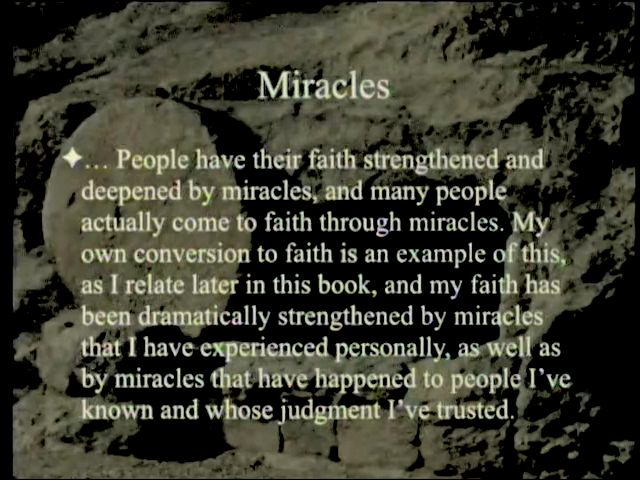 Miracles
… People have their faith strengthened and
deepened by miracles, and many people
actually come to faith through miracles. My
own conversion to faith is an example of this,
as I relate later in this book, and my faith has
been dramatically strengthened by miracles
that I have experienced personally, as well as
by miracles that have happened to people I've
known and whose judgment I've trusted.